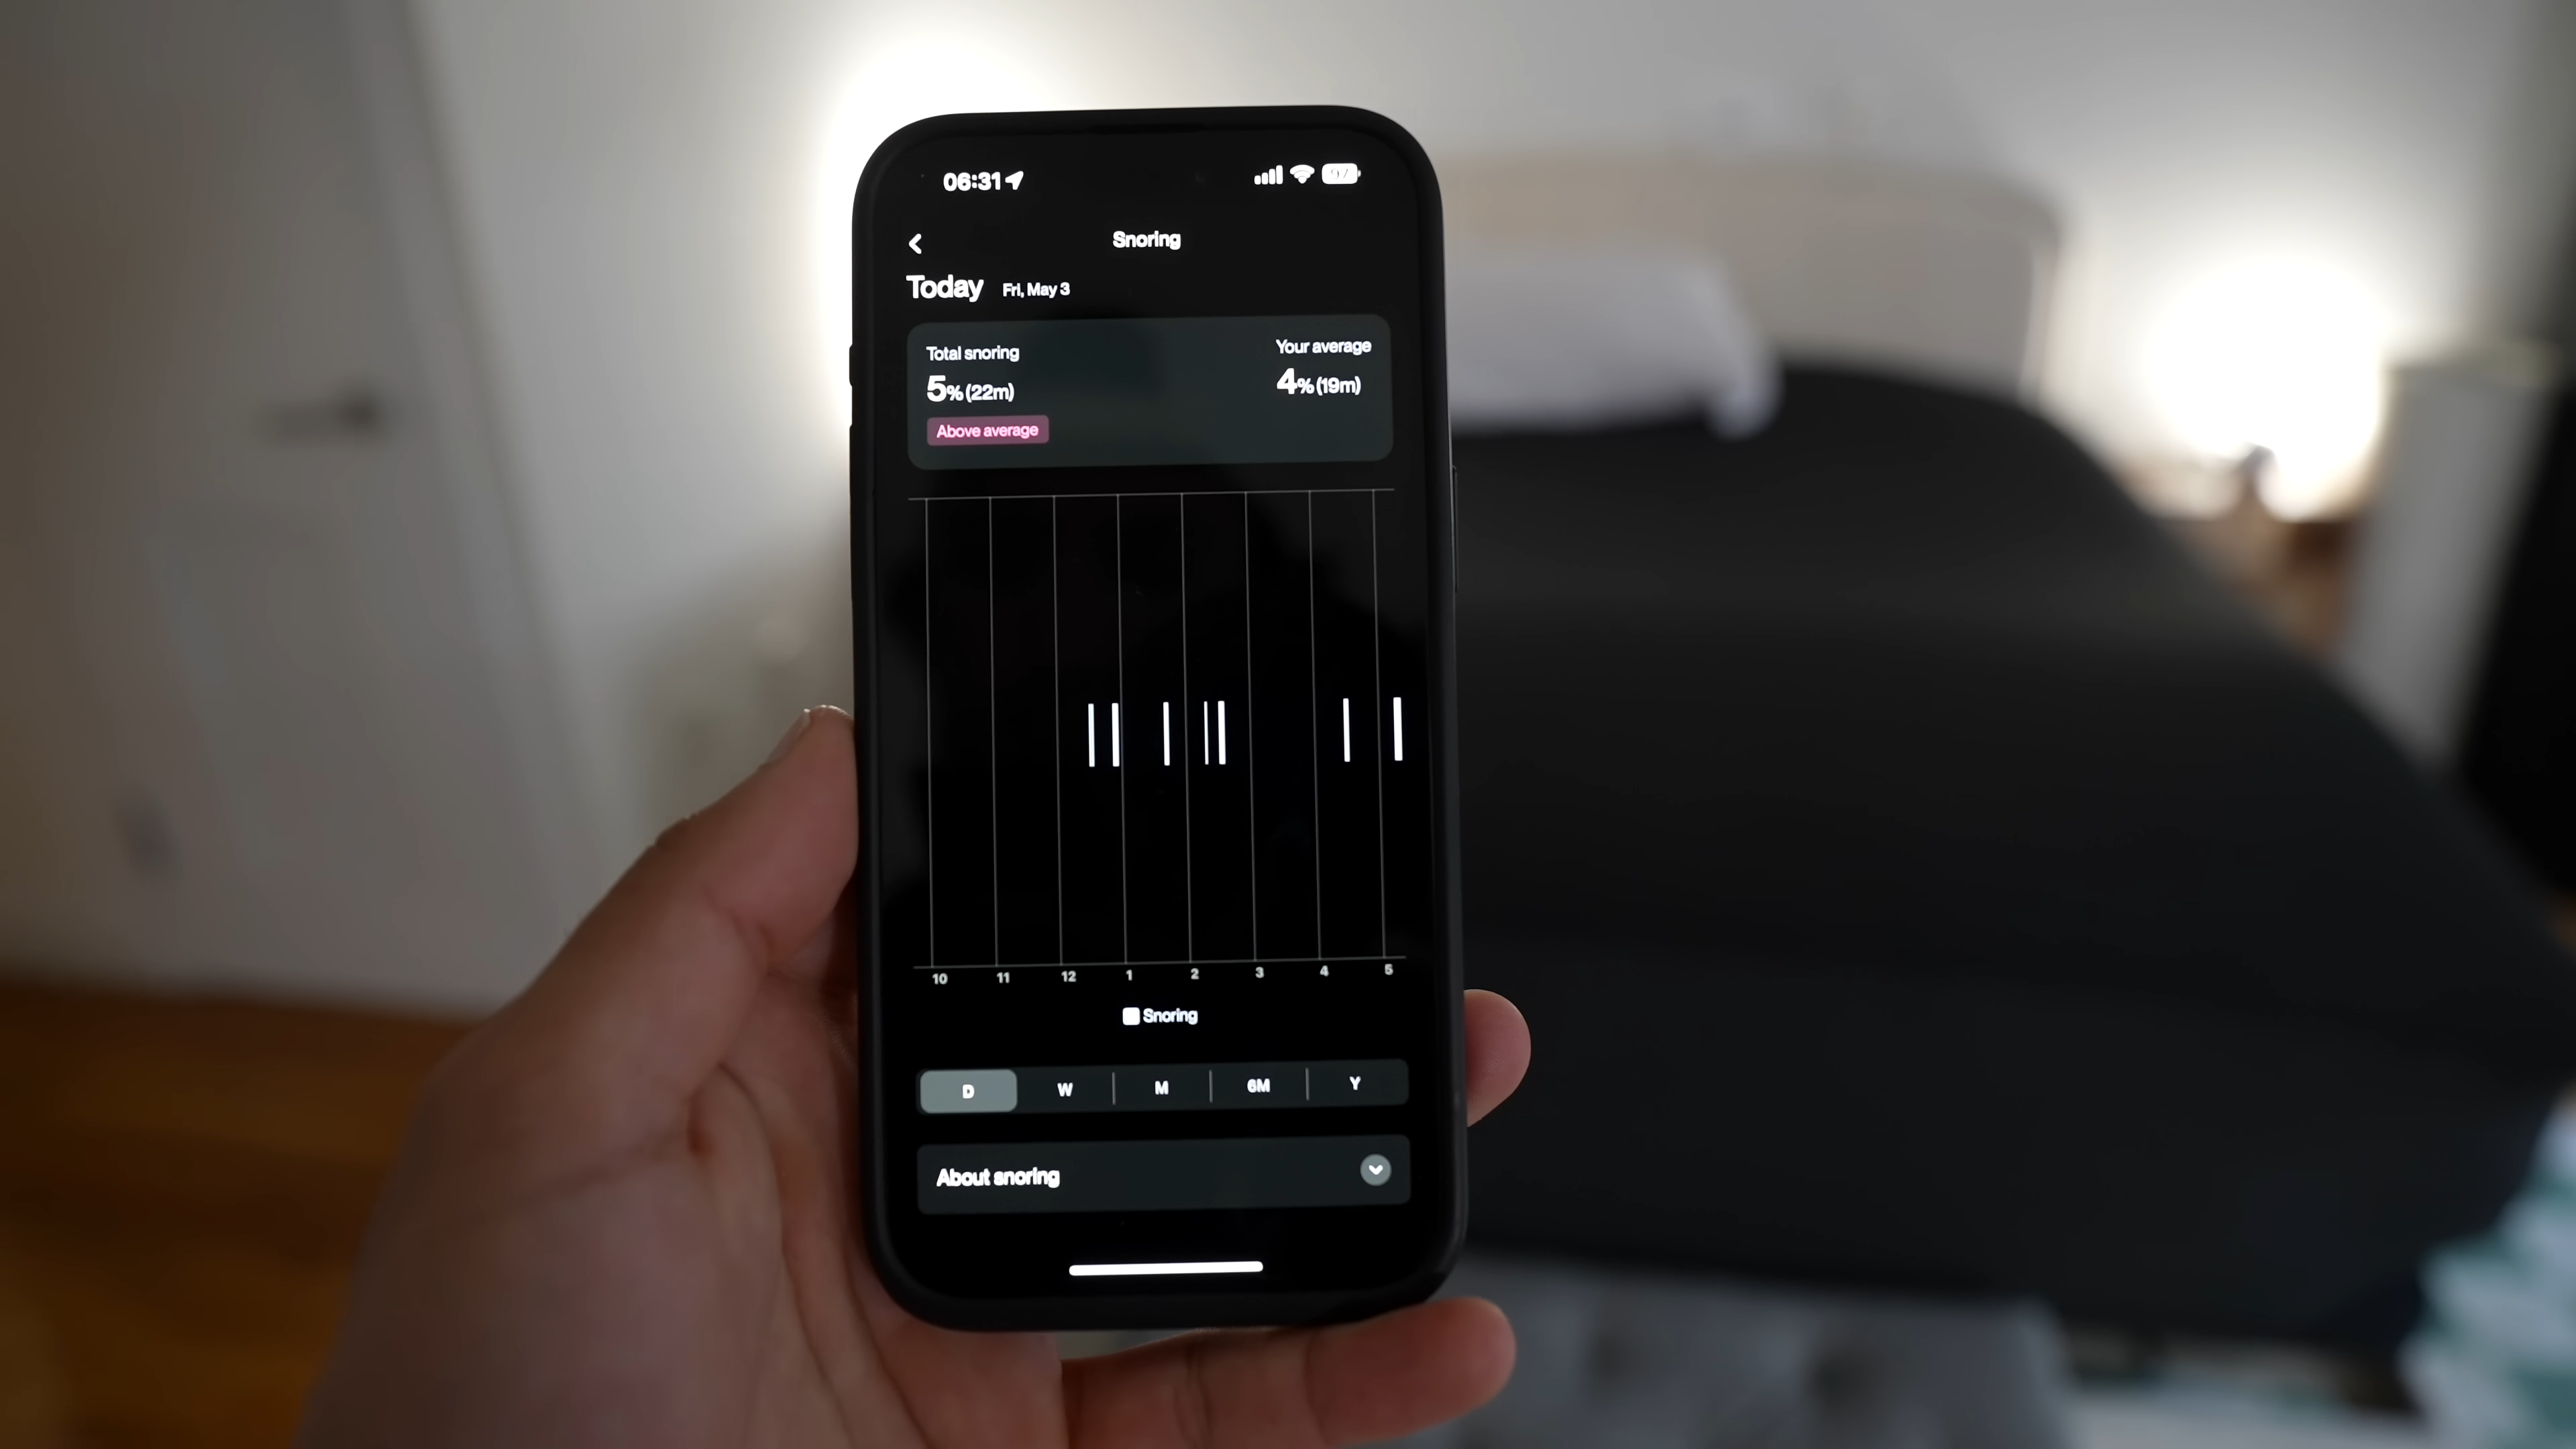 06:31 97
Snoring
Today Fri, May 3
Total snoring Your average
5% (22m) 4% (19m)
Above average
10 11 12 1 2 3 4 5
Snoring
D W M 6M Y
About snoring